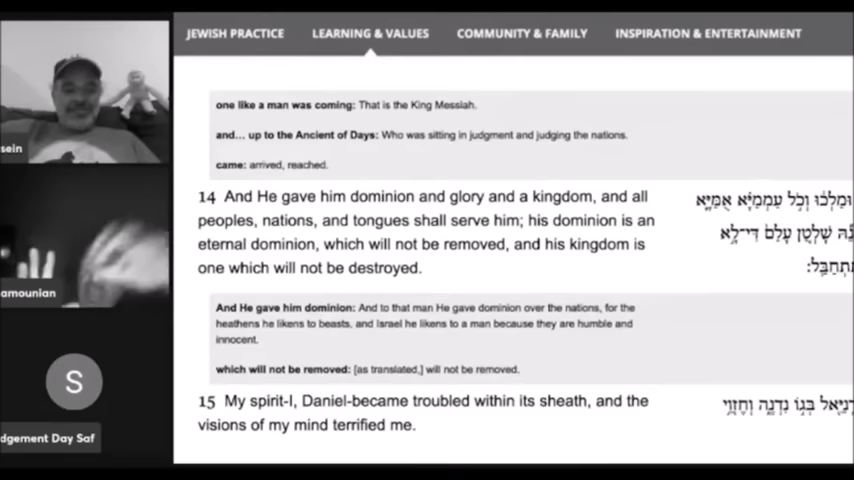 JEWISH PRACTICE LEARNING & VALUES COMMUNITY & FAMILY INSPIRATION & ENTERTAINMENT
one like a man was coming: That is the King Messiah.
and... up to the Ancient of Days: Who was sitting in judgment and judging the nations.
came: arrived, reached.
sein
14 And He gave him dominion and glory and a kingdom, and all
peoples, nations, and tongues shall serve him; his dominion is an
eternal dominion, which will not be removed, and his kingdom is
one which will not be destroyed.
וּמַלְכ֔וּ וְכֹ֣ל עַֽמְמַיָּ֗א אֻמַּיָּ֛א
שָׁלְטָ֤ן עָלַם֙ דִּי־לָ֣א
amounian
And He gave him dominion: And to that man He gave dominion over the nations, for the
heathens he likens to beasts, and Israel he likens to a man because they are humble and
innocent.
which will not be removed: [as translated,] will not be removed.
S
15 My spirit-I, Daniel-became troubled within its sheath, and the
visions of my mind terrified me.
בְּג֣וֹ נִדְנֶ֑ה וְחֶזְוֵ֥י
dgement Day Saf